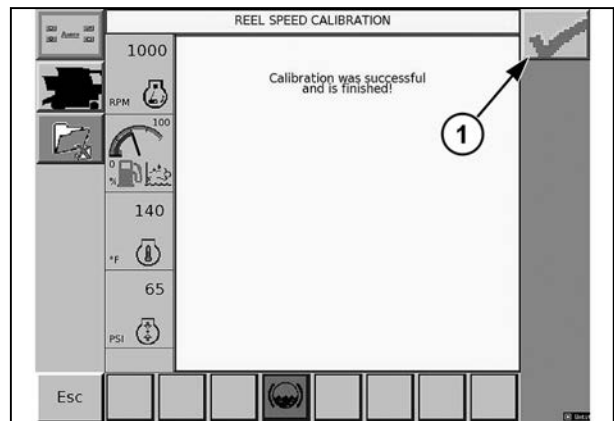 REEL SPEED CALIBRATION
1000
RPM
100
0
%
140
°F
65
PSI
Calibration was successful
and is finished!
1
Esc